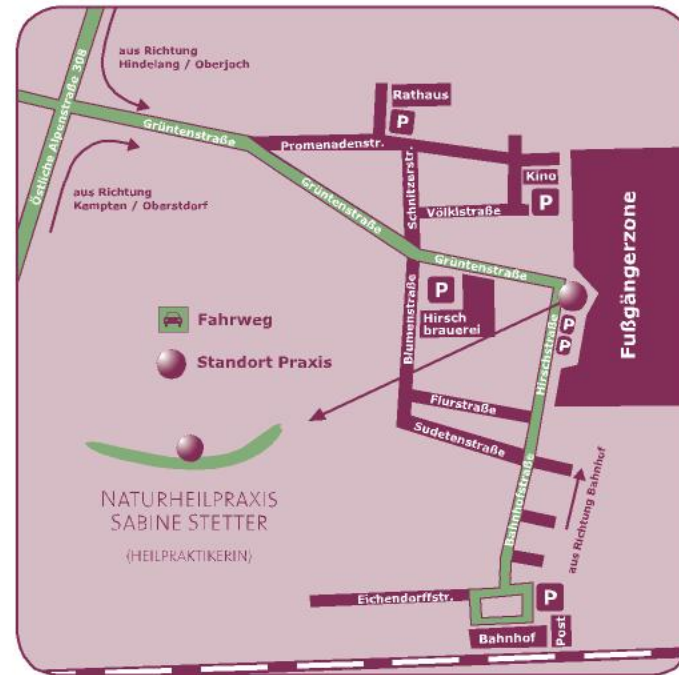 aus Richtung
Hindelang / Oberjoch
Östliche Alpenstraße 308
Grüntenstraße
aus Richtung
Kempten / Oberstdorf
Rathaus
P
Promenadenstr.
Schnitzerstr.
Kino
P
Völklstraße
Grüntenstraße
Grüntenstraße
Fußgängerzone
P
Hirsch
brauerei
Blumenstraße
P
P
Hirschstraße
Fahrweg
Standort Praxis
Flurstraße
Sudetenstraße
NATURHEILPRAXIS
SABINE STETTER
(HEILPRAKTIKERIN)
Bahnhofstraße
aus Richtung Bahnhof
Eichendorffstr.
P
Bahnhof
Post